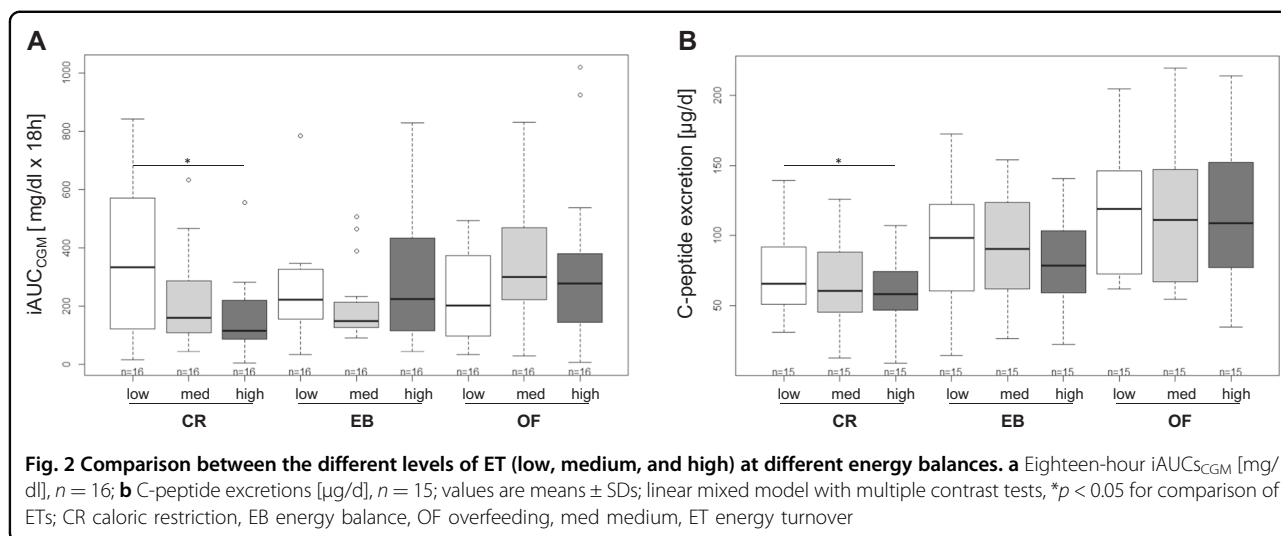 A
iAUCCGM [ mg/dl x 18h]
1000
800
600
400
200
0
*
n=16 n=16 n=16 n=16 n=16 n=16 n=16 n=16 n=16
low med high low med high low med high
CR EB OF
B
C-peptide excretion [µg/d]
200
150
100
50
*
n=15 n=15 n=15 n=15 n=15 n=15 n=15 n=15 n=15
low med high low med high low med high
CR EB OF
Fig. 2 Comparison between the different levels of ET (low, medium, and high) at different energy balances. a Eighteen-hour iAUCsCGM [mg/
dl], n = 16; b C-peptide excretions [µg/d], n = 15; values are means ± SDs; linear mixed model with multiple contrast tests, *p < 0.05 for comparison of
ETs; CR caloric restriction, EB energy balance, OF overfeeding, med medium, ET energy turnover